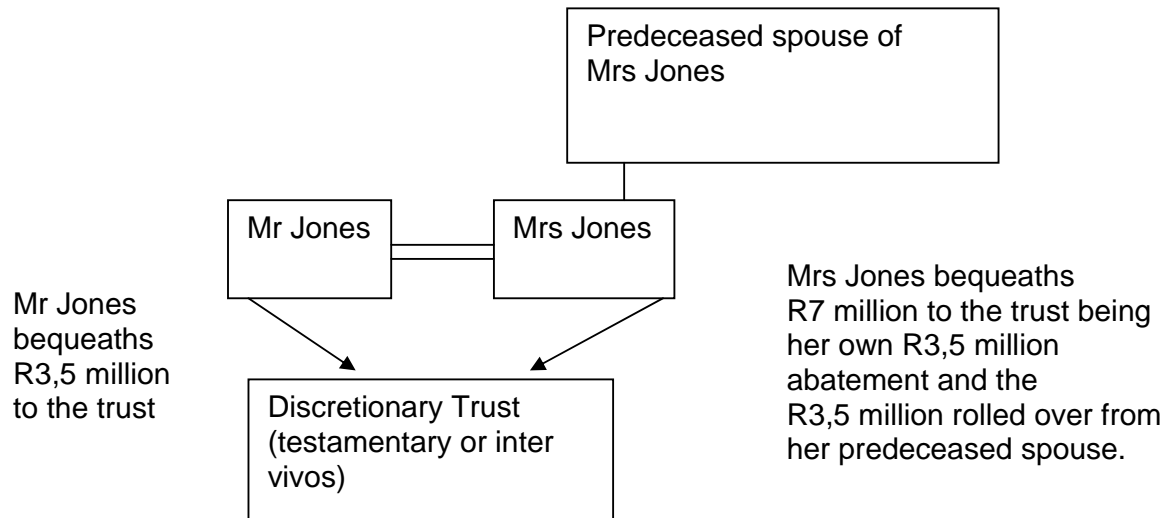 Predeceased spouse of
Mrs Jones
Mr Jones
Mrs Jones
Mr Jones
bequeaths
R3,5 million
to the trust
Mrs Jones bequeaths
R7 million to the trust being
her own R3,5 million
abatement and the
R3,5 million rolled over from
her predeceased spouse.
Discretionary Trust
(testamentary or inter
vivos)